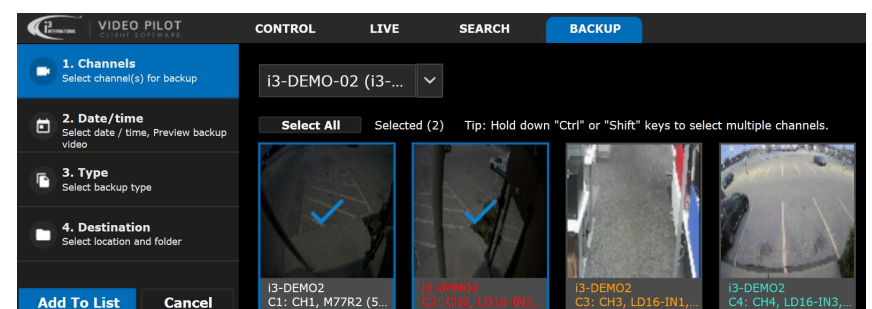 i3 INTERNATIONAL
VIDEO PILOT
CLIENT SOFTWARE
CONTROL LIVE SEARCH BACKUP
1. Channels
Select channel(s) for backup
2. Date/time
Select date / time, Preview backup
video
3. Type
Select backup type
4. Destination
Select location and folder
Add To List Cancel
i3-DEMO-02 (i3-...
Select All Selected (2) Tip: Hold down "Ctrl" or "Shift" keys to select multiple channels.
i3-DEMO2
C1: CH1, M77R2 (5...
i3-DEMO2
C2: CH2, LD16-IN2,
i3-DEMO2
C3: CH3, LD16-IN1,...
i3-DEMO2
C4: CH4, LD16-IN3,...